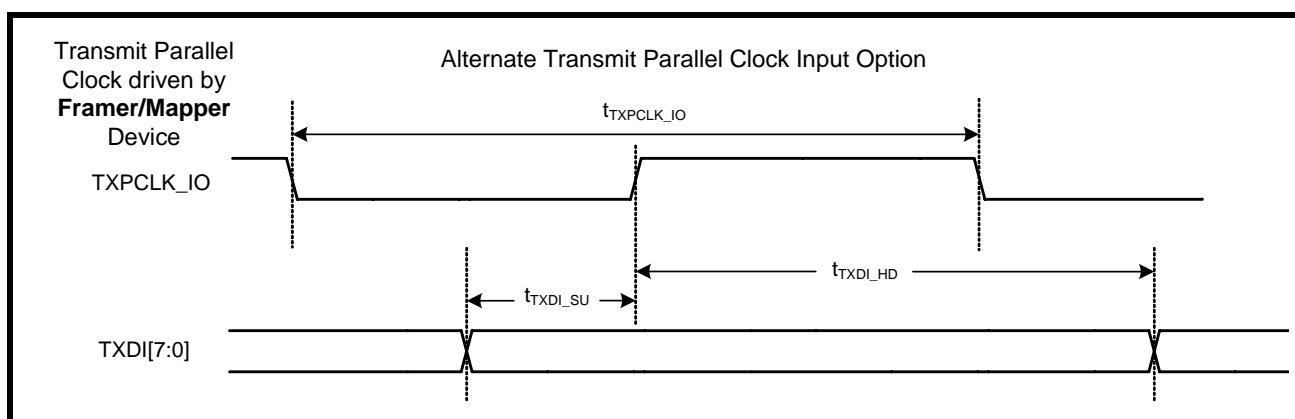 Transmit Parallel
Clock driven by
Framer/Mapper
Device
Alternate Transmit Parallel Clock Input Option
tTXPCLK_IO
TXPCLK_IO
tTXDI_HD
tTXDI_SU
TXDI[7:0]